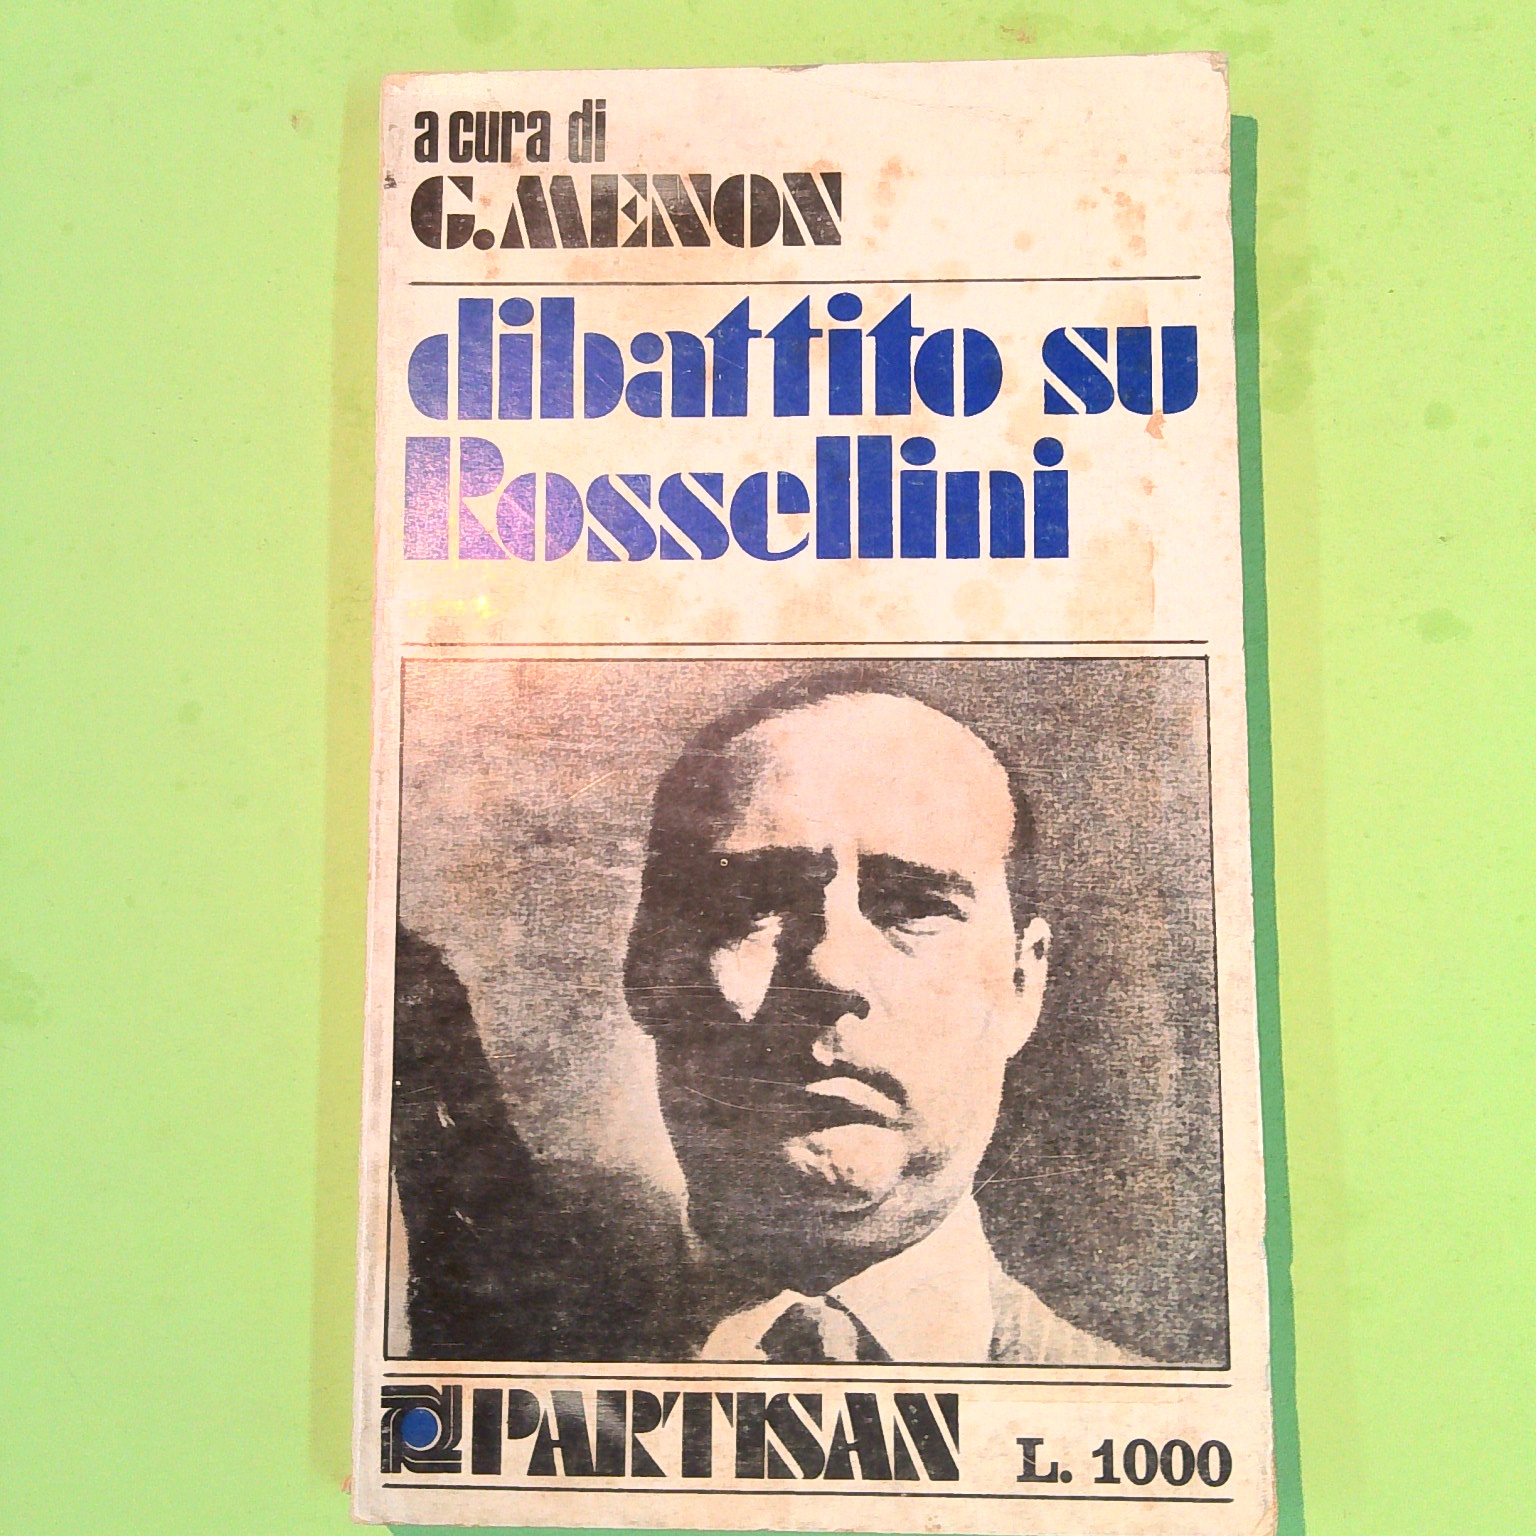 a cura di
G. MENON
dibattito su
Rossellini
PARTISAN
L. 1000